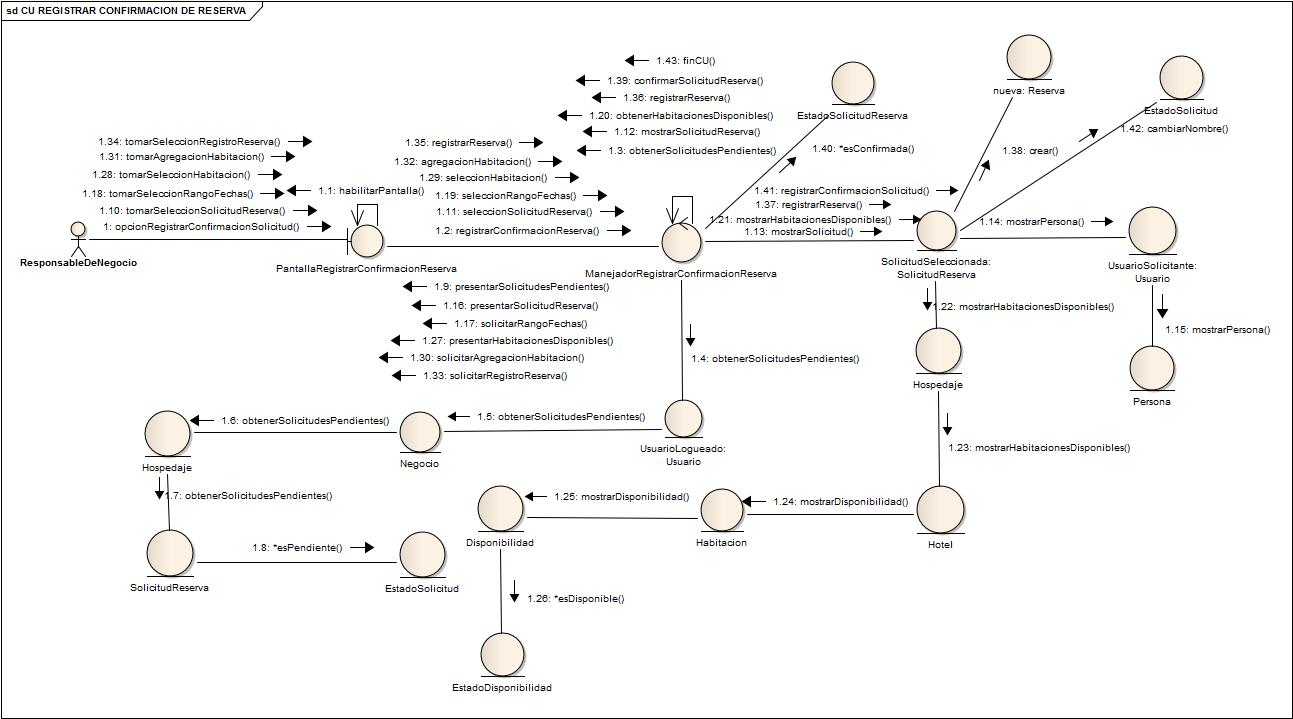 sd CU REGISTRAR CONFIRMACION DE RESERVA
1.43: finCU()
1.39: confirmarSolicitudReserva()
1.36: registrarReserva()
1.20: obtenerHabitacionesDisponibles()
1.12: mostrarSolicitudReserva()
1.3: obtenerSolicitudesPendientes()
EstadoSolicitudReserva
nueva: Reserva
EstadoSolicitud
1.42: cambiarNombre()
1.38: crear()
1.40: *esConfirmada()
1.34: tomarSeleccionRegistroReserva()
1.31: tomarAgregacionHabitacion()
1.28: tomarSeleccionHabitacion()
1.18: tomarSeleccionRangoFechas()
1.10: tomarSeleccionSolicitudReserva()
1: opcionRegistrarConfirmacionSolicitud()
1.1: habilitarPantalla()
1.35: registrarReserva()
1.32: agregacionHabitacion()
1.29: seleccionHabitacion()
1.19: seleccionRangoFechas()
1.11: seleccionSolicitudReserva()
1.2: registrarConfirmacionReserva()
1.41: registrarConfirmacionSolicitud()
1.37: registrarReserva()
1.21: mostrarHabitacionesDisponibles()
1.13: mostrarSolicitud()
1.14: mostrarPersona()
ResponsableDeNegocio
PantallaRegistrarConfirmacionReserva
ManejadorRegistrarConfirmacionReserva
SolicitudSeleccionada:
SolicitudReserva
UsuarioSolicitante:
Usuario
1.9: presentarSolicitudesPendientes()
1.16: presentarSolicitudReserva()
1.17: solicitarRangoFechas()
1.27: presentarHabitacionesDisponibles()
1.30: solicitarAgregacionHabitacion()
1.33: solicitarRegistroReserva()
1.4: obtenerSolicitudesPendientes()
1.22: mostrarHabitacionesDisponibles()
1.15: mostrarPersona()
Hospedaje
Persona
1.6: obtenerSolicitudesPendientes()
1.5: obtenerSolicitudesPendientes()
Hospedaje
Negocio
UsuarioLogueado:
Usuario
1.23: mostrarHabitacionesDisponibles()
1.7: obtenerSolicitudesPendientes()
1.25: mostrarDisponibilidad()
1.24: mostrarDisponibilidad()
Disponibilidad
Habitacion
Hotel
1.8: *esPendiente()
SolicitudReserva
EstadoSolicitud
1.26: *esDisponible()
EstadoDisponibilidad